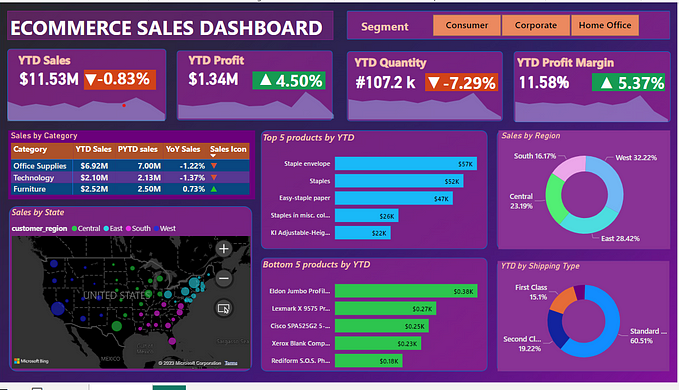 ECOMMERCE SALES DASHBOARD
Segment
Consumer
Corporate
Home Office
YTD Sales
$11.53M ▼-0.83%
YTD Profit
$1.34M ▲ 4.50%
YTD Quantity
#107.2 k ▼-7.29%
YTD Profit Margin
11.58% ▲ 5.37%
Sales by Category
Category YTD Sales PYTD sales YoY Sales Sales Icon
Office Supplies $6.92M 7.00M -1.22% ▼
Technology $2.10M 2.13M -1.37% ▼
Furniture $2.52M 2.50M 0.73% ▲
Sales by State
customer_region Central East South West
UNITED STATES
MEXICO
Microsoft Bing
© 2023 Microsoft Corporation Terms
Top 5 products by YTD
Staple envelope $57K
Staples $52K
Easy-staple paper $47K
Staples in misc. col... $26K
KI Adjustable-Heig... $22K
Bottom 5 products by YTD
Eldon Jumbo ProFil... $0.38K
Lexmark X 9575 Pr... $0.27K
Cisco SPA525G2 5-... $0.25K
Xerox Blank Comp... $0.23K
Rediform S.O.S. Ph... $0.18K
Sales by Region
South 16.17%
West 32.22%
Central
23.19%
East 28.42%
YTD by Shipping Type
First Class
15.1%
Second Cl...
19.22%
Standard ...
60.51%